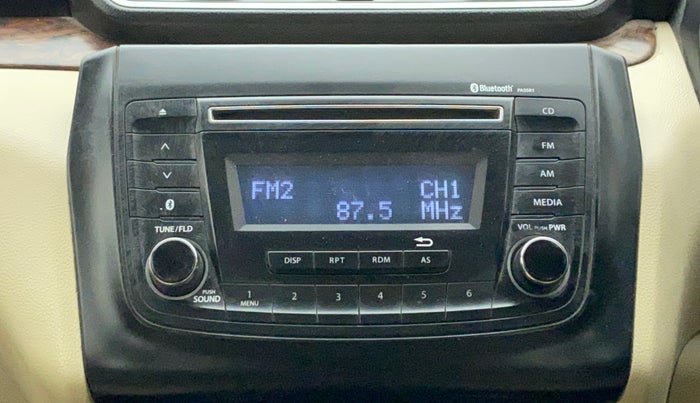 Bluetooth PA0SR1
CD
FM
AM
MEDIA
FM2 CH1
87.5 MHz
TUNE/FLD
VOL PUSH PWR
DISP RPT RDM AS
PUSH
SOUND
1 2 3 4 5 6
MENU